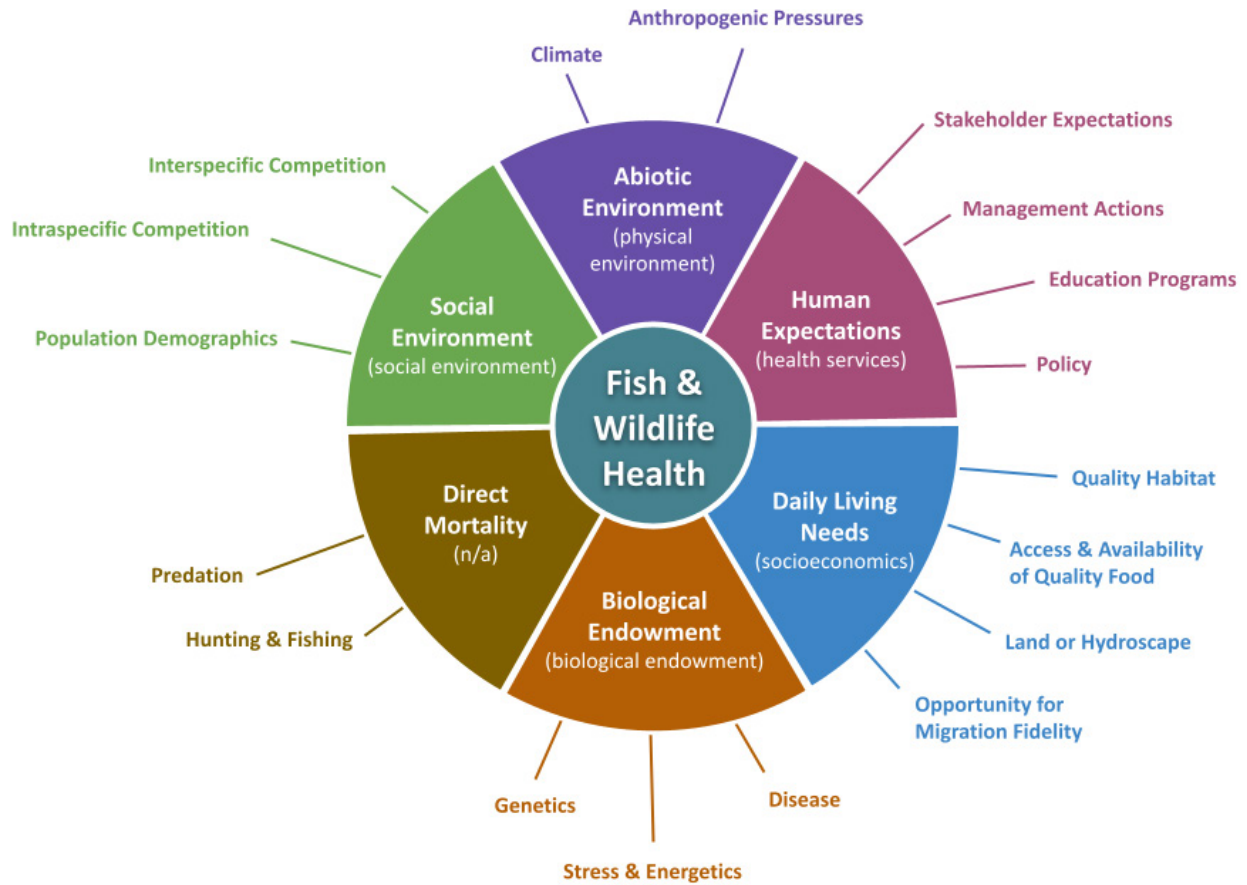 Anthropogenic Pressures
Climate
Stakeholder Expectations
Management Actions
Education Programs
Policy
Interspecific Competition
Intraspecific Competition
Population Demographics
Abiotic
Environment
(physical
environment)
Human
Expectations
(health services)
Social
Environment
(social environment)
Fish &
Wildlife
Health
Direct
Mortality
(n/a)
Daily Living
Needs
(socioeconomics)
Biological
Endowment
(biological endowment)
Quality Habitat
Access & Availability
of Quality Food
Land or Hydroscape
Opportunity for
Migration Fidelity
Predation
Hunting & Fishing
Genetics
Stress & Energetics
Disease